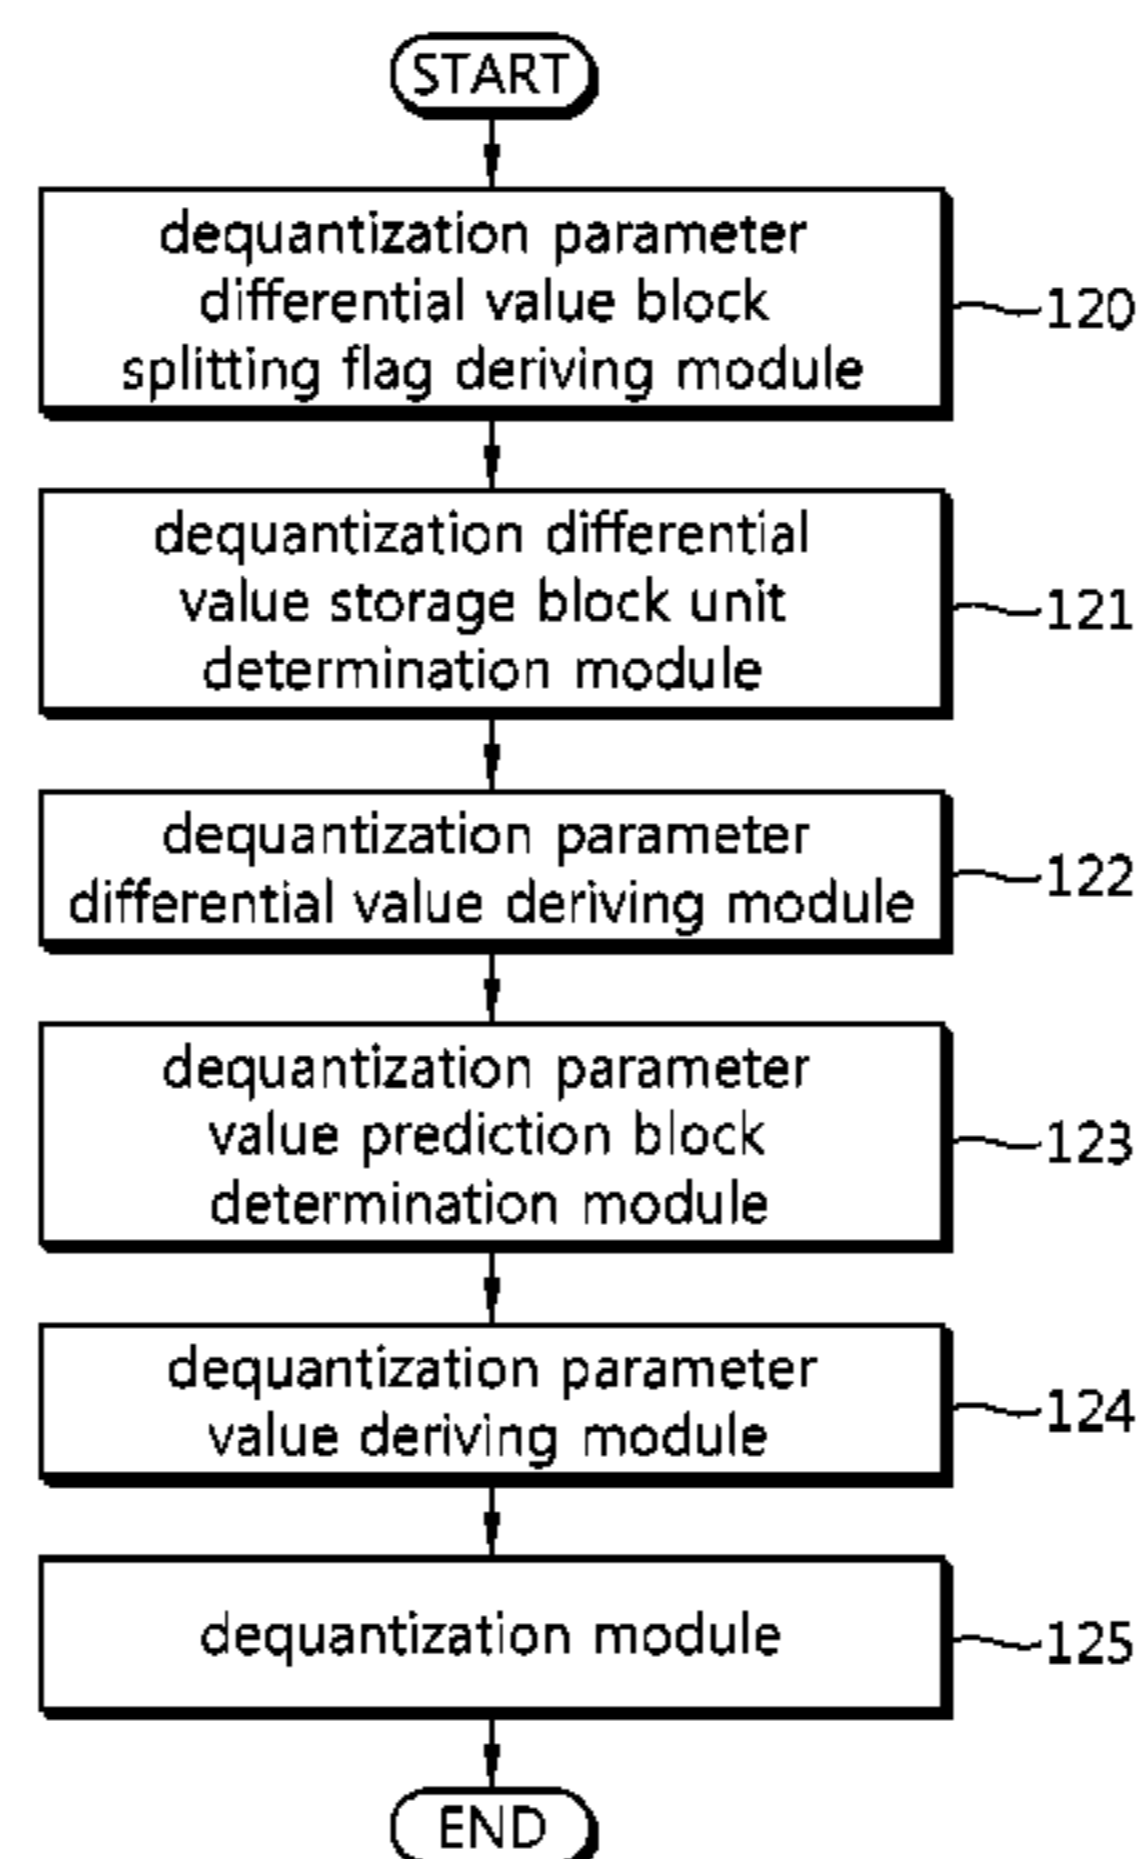 START
dequantization parameter
differential value block
splitting flag deriving module
120
dequantization differential
value storage block unit
determination module
121
dequantization parameter
differential value deriving module
122
dequantization parameter
value prediction block
determination module
123
dequantization parameter
value deriving module
124
dequantization module
125
END